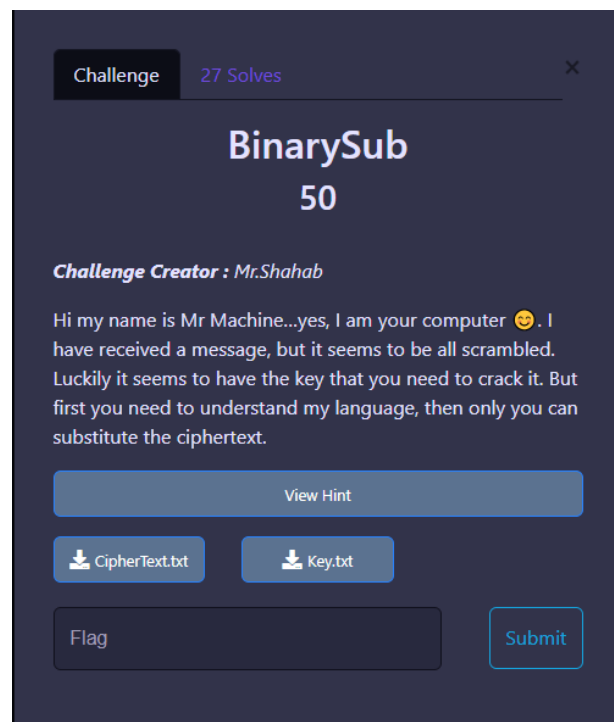 Challenge
27 Solves
×
BinarySub
50
Challenge Creator : Mr.Shahab
Hi my name is Mr Machine...yes, I am your computer 😊. I
have received a message, but it seems to be all scrambled.
Luckily it seems to have the key that you need to crack it. But
first you need to understand my language, then only you can
substitute the ciphertext.
View Hint
CipherText.txt
Key.txt
Flag
Submit